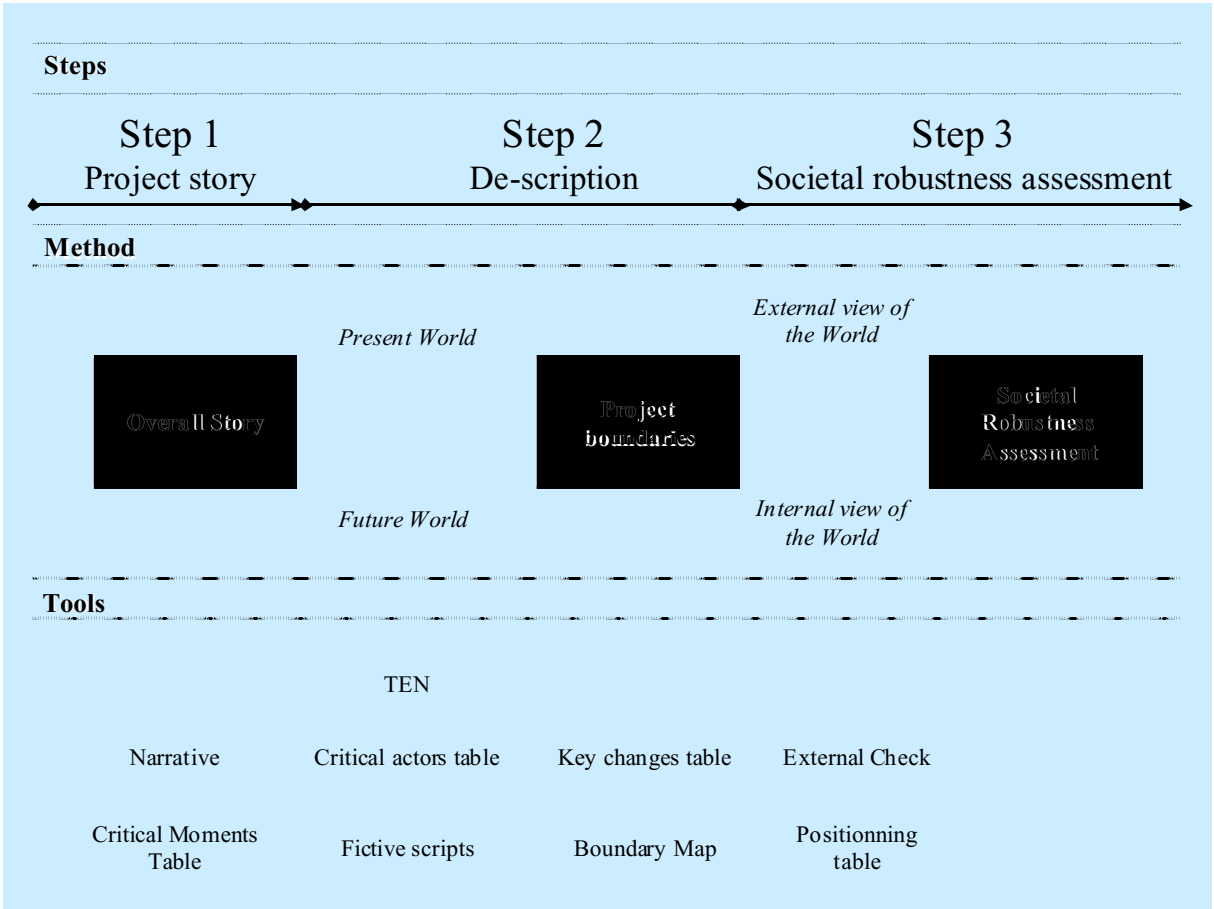 Steps
Step 1
Project story
Step 2
De-scription
Step 3
Societal robustness assessment
Method
Present World
External view of
the World
Overall Story
Project
boundaries
Societal
Robustness
Assessment
Future World
Internal view of
the World
Tools
TEN
Narrative
Critical actors table
Key changes table
External Check
Critical Moments
Table
Fictive scripts
Boundary Map
Positionning
table